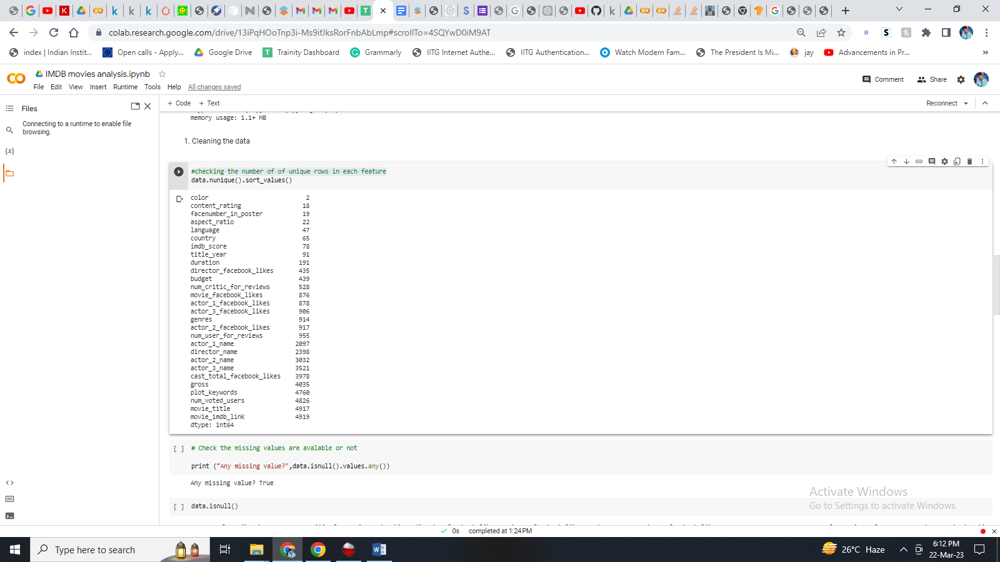 colab.research.google.com/drive/13iPqHOoTnp3i-Ms9ifJksRorFnbAbLmp#scrollTo=4SQYwD0iM9AT
index | Indian Instit... Open calls - Apply... Google Drive Trainity Dashboard Grammarly IITG Internet Authe... IITG Authentication... Watch Modern Fam... The President Is Mi... jay Advancements in Pr... »
IMDB movies analysis.ipynb
File Edit View Insert Runtime Tools Help All changes saved
Comment Share
Files
+ Code + Text
Reconnect
Connecting to a runtime to enable file
browsing.
memory usage: 1.1+ MB
1. Cleaning the data
#checking the number of of unique rows in each feature
data.nunique().sort_values()
color 2
content_rating 18
facenumber_in_poster 19
aspect_ratio 22
language 47
country 65
imdb_score 78
title_year 91
duration 191
director_facebook_likes 435
budget 439
num_critic_for_reviews 528
movie_facebook_likes 876
actor_1_facebook_likes 878
actor_3_facebook_likes 906
genres 914
actor_2_facebook_likes 917
num_user_for_reviews 955
actor_1_name 2097
director_name 2398
actor_2_name 3032
actor_3_name 3521
cast_total_facebook_likes 3978
gross 4035
plot_keywords 4760
num_voted_users 4826
movie_title 4917
movie_imdb_link 4919
dtype: int64
[ ] # Check the missing values are avalable or not
print ("Any missing value?",data.isnull().values.any())
Any missing value? True
[ ] data.isnull()
Activate Windows
Go to Settings to activate Windows.
0s completed at 1:24 PM
Type here to search
26°C Haze
6:12 PM
22-Mar-23